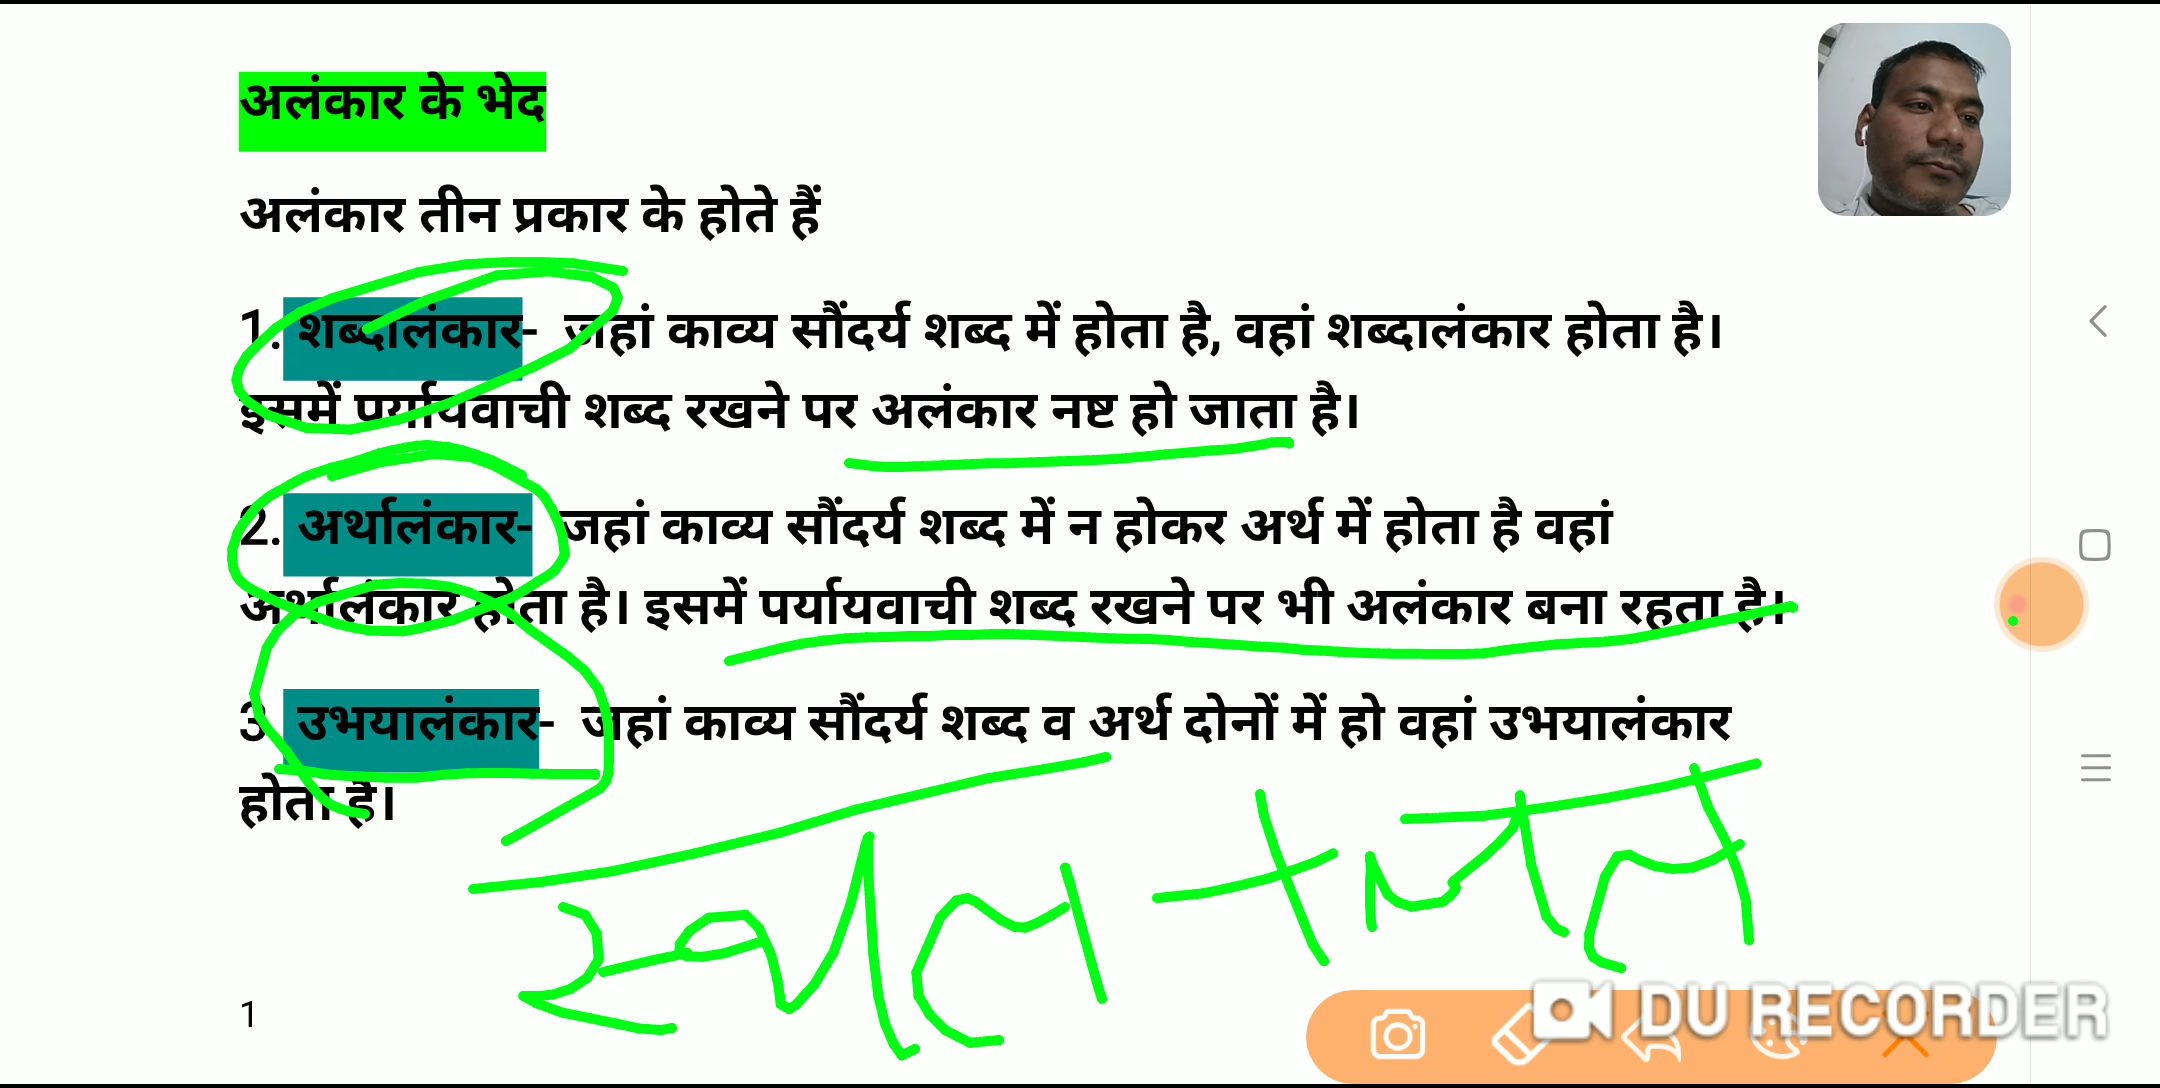 अलंकार के भेद
अलंकार तीन प्रकार के होते हैं
1. शब्दालंकार- जहां काव्य सौंदर्य शब्द में होता है, वहां शब्दालंकार होता है।
इसमें पर्यायवाची शब्द रखने पर अलंकार नष्ट हो जाता है।
2. अर्थालंकार- जहां काव्य सौंदर्य शब्द में न होकर अर्थ में होता है वहां
अर्थालंकार होता है। इसमें पर्यायवाची शब्द रखने पर भी अलंकार बना रहता है।
3. उभयालंकार- जहां काव्य सौंदर्य शब्द व अर्थ दोनों में हो वहां उभयालंकार
होता है।
1
DU RECORDER